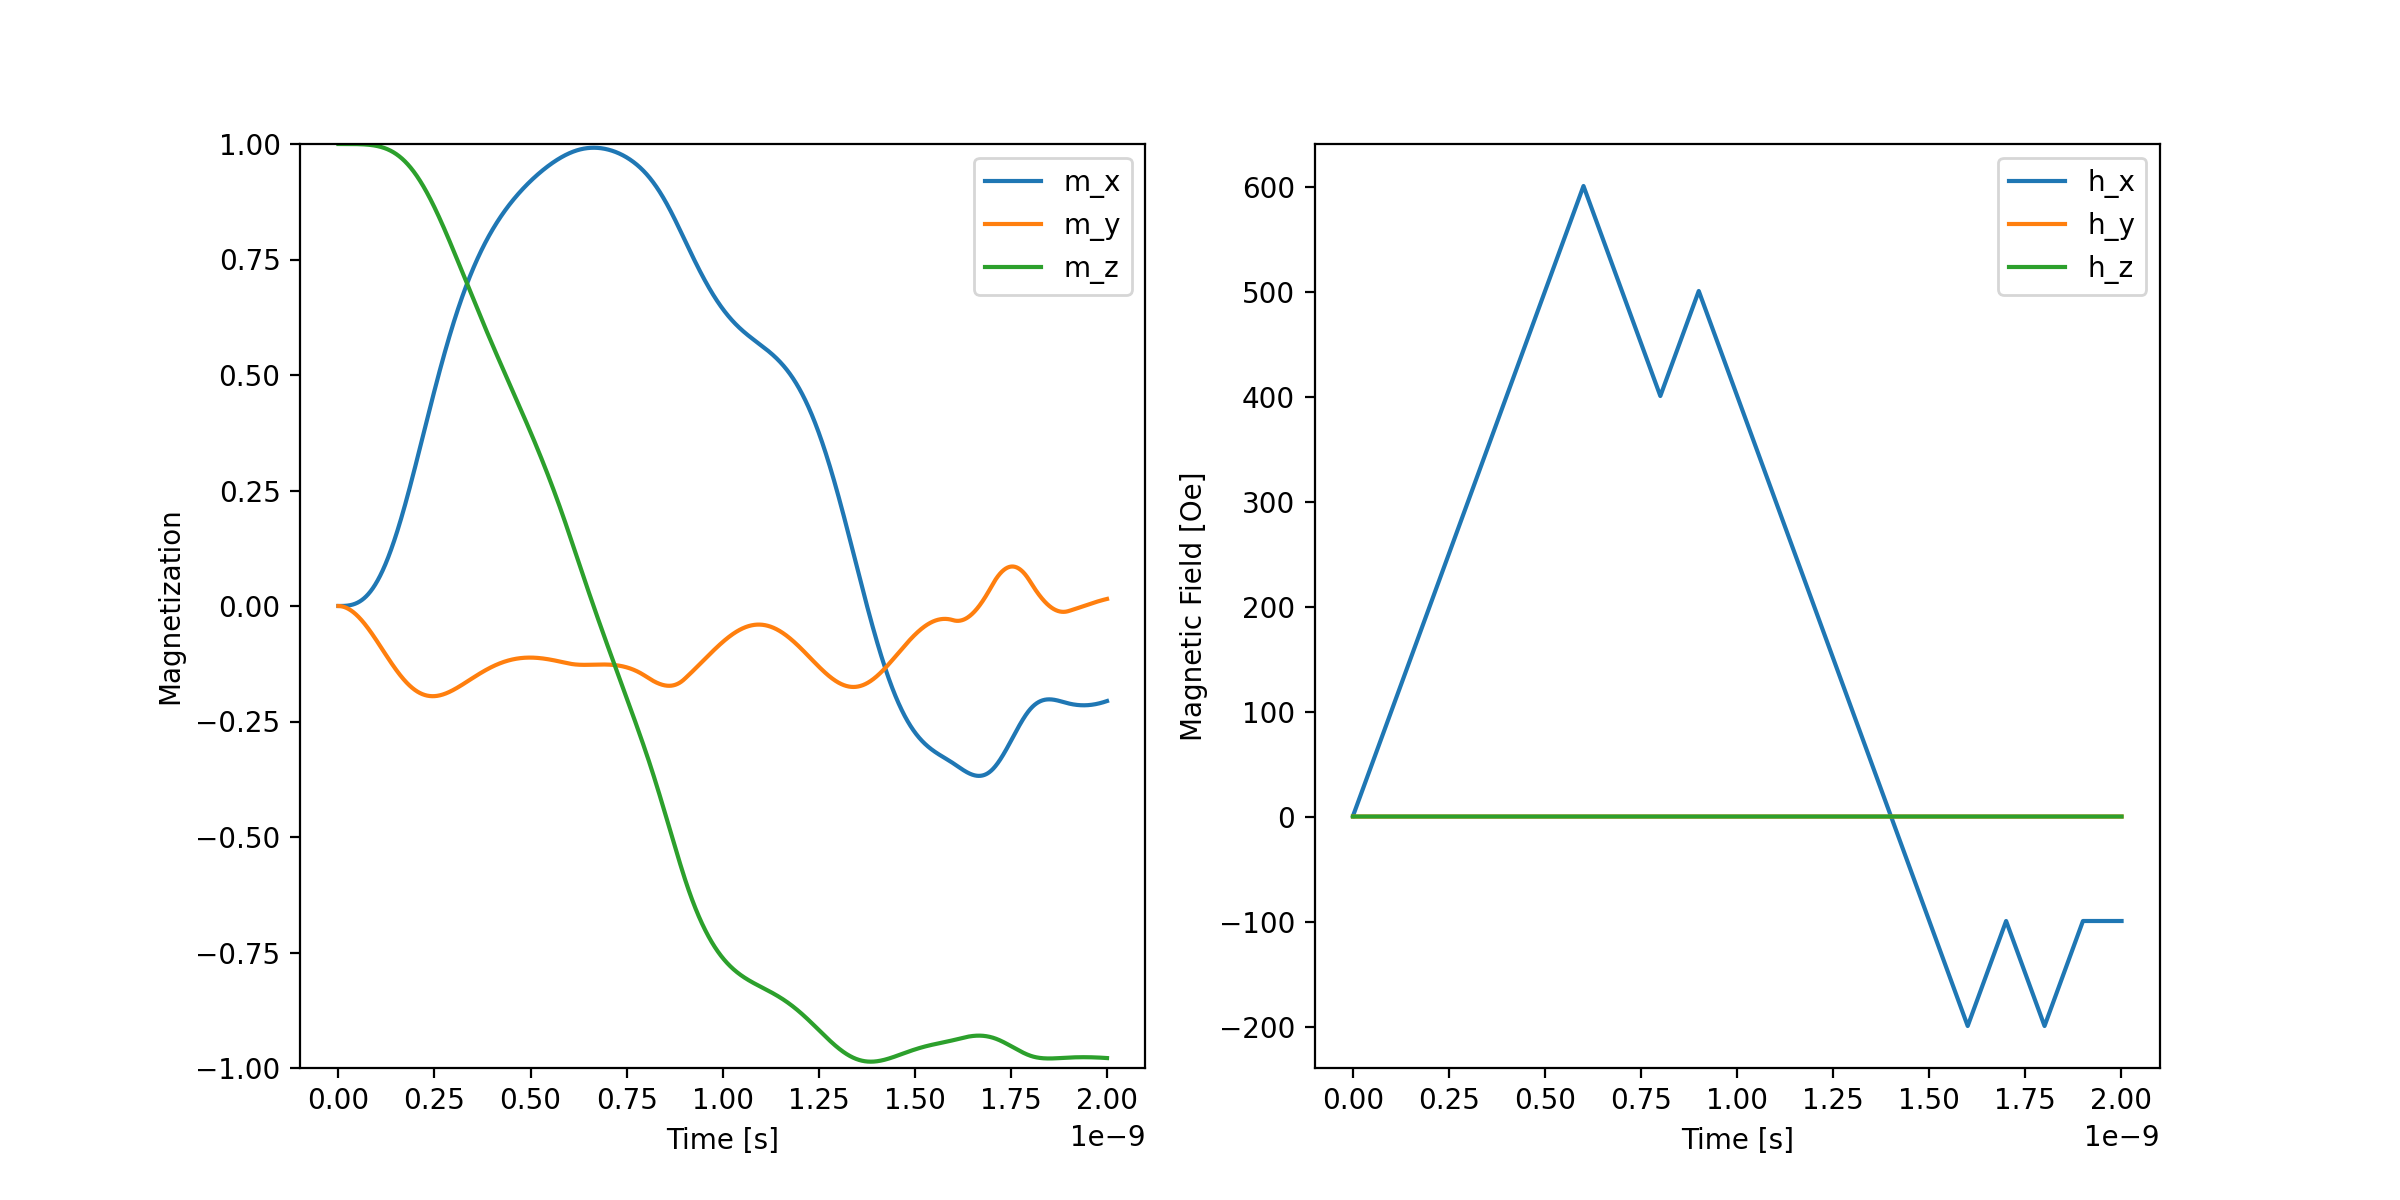 1.00
0.75
0.50
0.25
0.00
−0.25
−0.50
−0.75
−1.00
Magnetization
m_x
m_y
m_z
0.00 0.25 0.50 0.75 1.00 1.25 1.50 1.75 2.00
Time [s]
1e−9
600
500
400
300
200
100
0
−100
−200
Magnetic Field [Oe]
h_x
h_y
h_z
0.00 0.25 0.50 0.75 1.00 1.25 1.50 1.75 2.00
Time [s]
1e−9